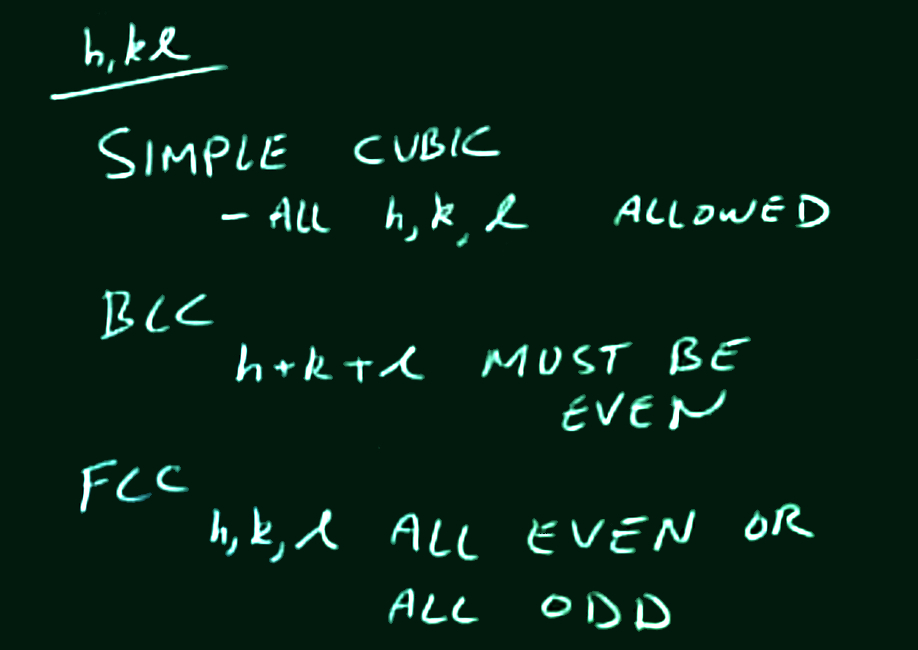 h, kl
SIMPLE CUBIC
- ALL h, k, l ALLOWED
BCC
h+k+l MUST BE
EVEN
FCC
h, k, l ALL EVEN OR
ALL ODD